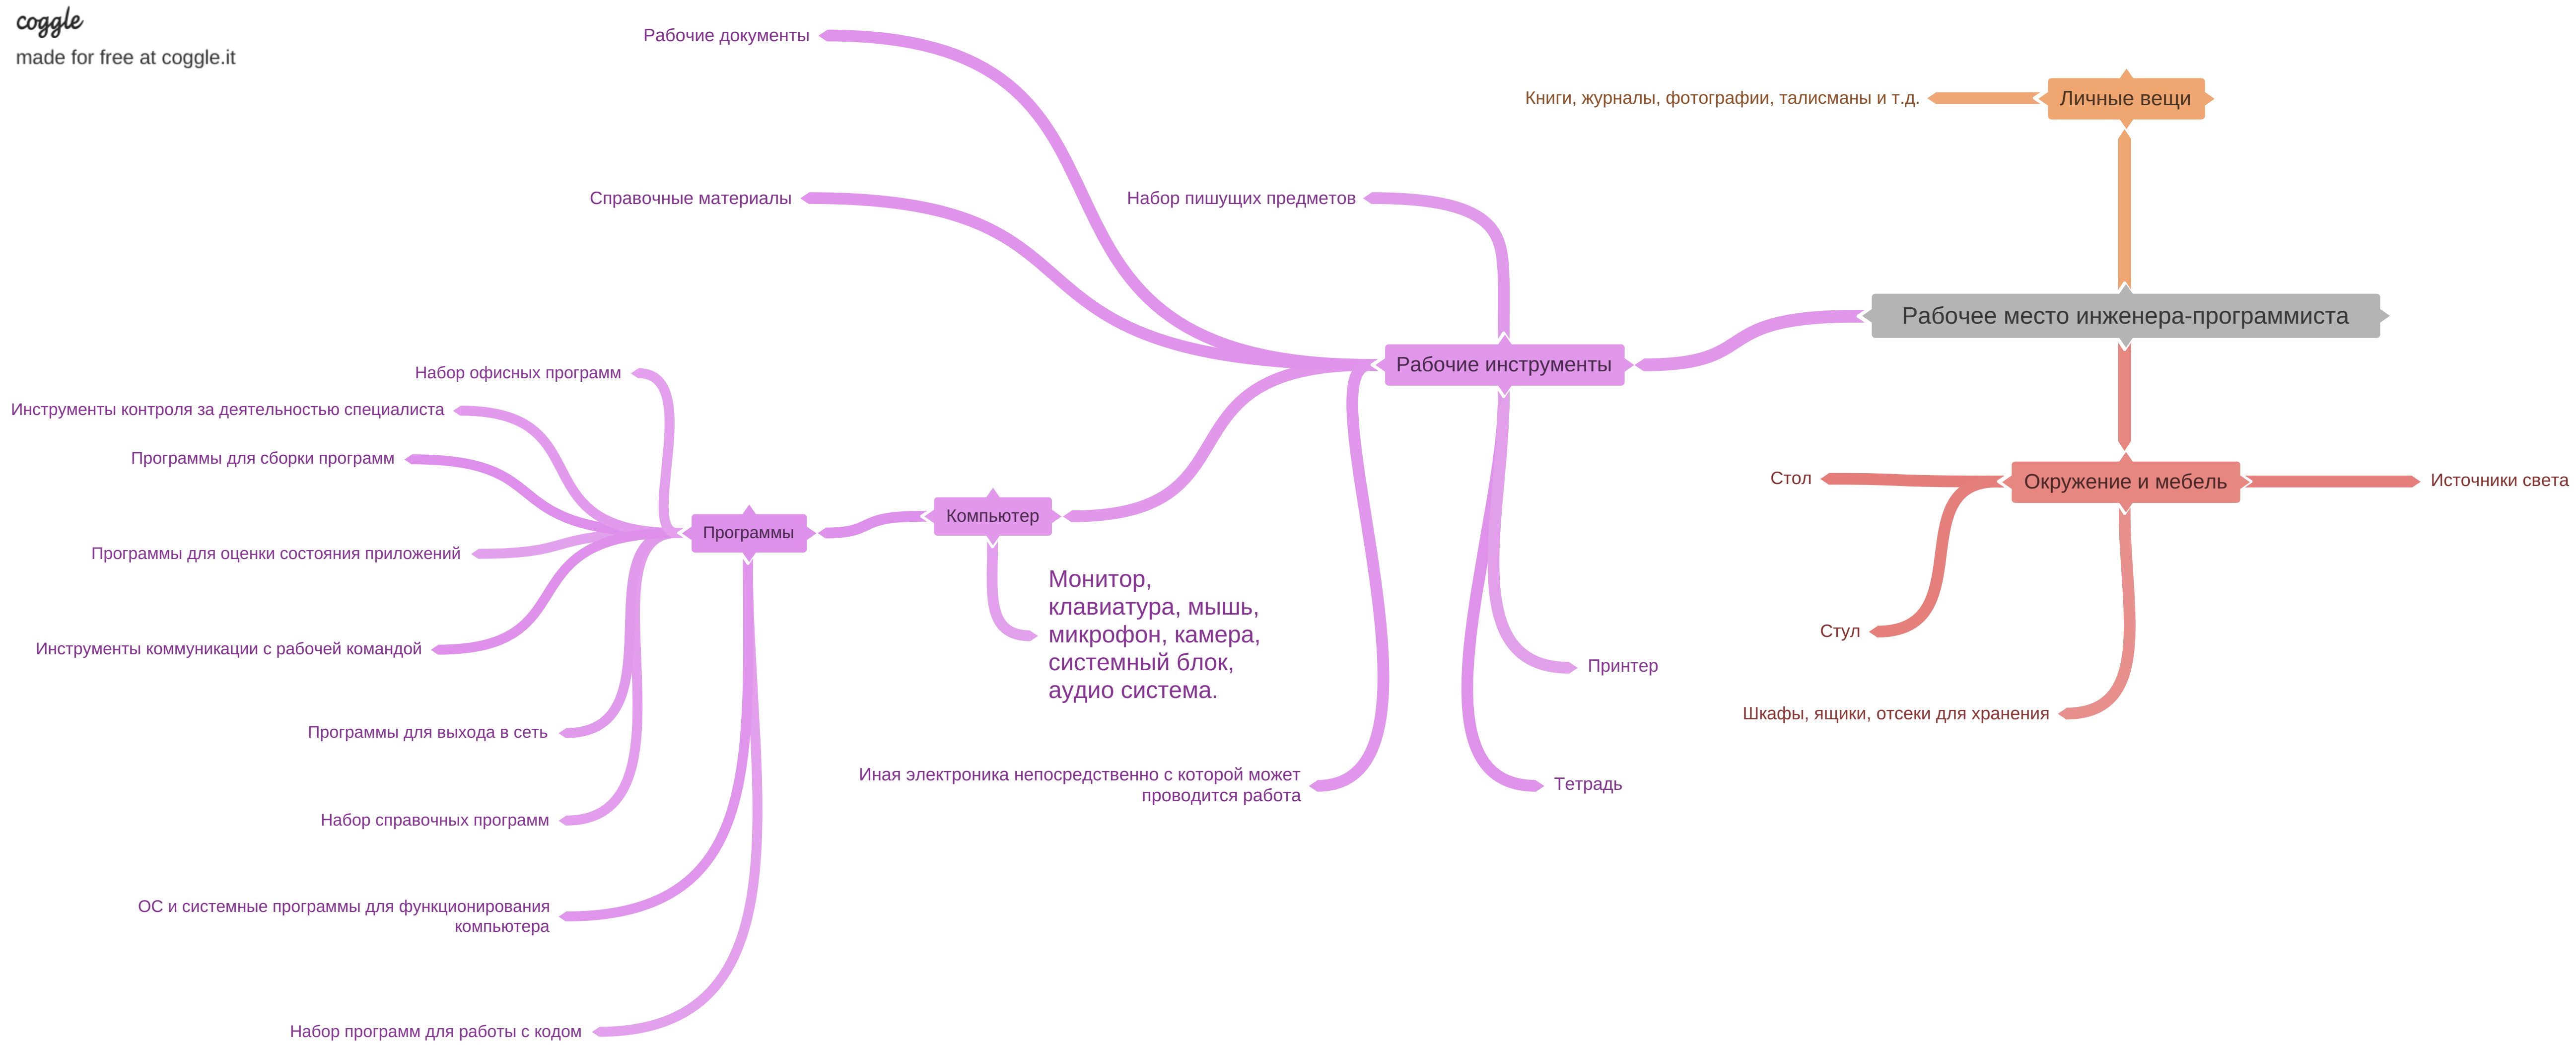 coggle
made for free at coggle.it
Рабочие документы
Книги, журналы, фотографии, талисманы и т.д.
Личные вещи
Справочные материалы
Набор пишущих предметов
Рабочее место инженера-программиста
Рабочие инструменты
Набор офисных программ
Инструменты контроля за деятельностью специалиста
Программы для сборки программ
Стол
Окружение и мебель
Источники света
Компьютер
Программы
Программы для оценки состояния приложений
Монитор,
клавиатура, мышь,
микрофон, камера,
системный блок,
аудио система.
Стул
Инструменты коммуникации с рабочей командой
Принтер
Шкафы, ящики, отсеки для хранения
Программы для выхода в сеть
Иная электроника непосредственно с которой может
проводится работа
Тетрадь
Набор справочных программ
ОС и системные программы для функционирования
компьютера
Набор программ для работы с кодом